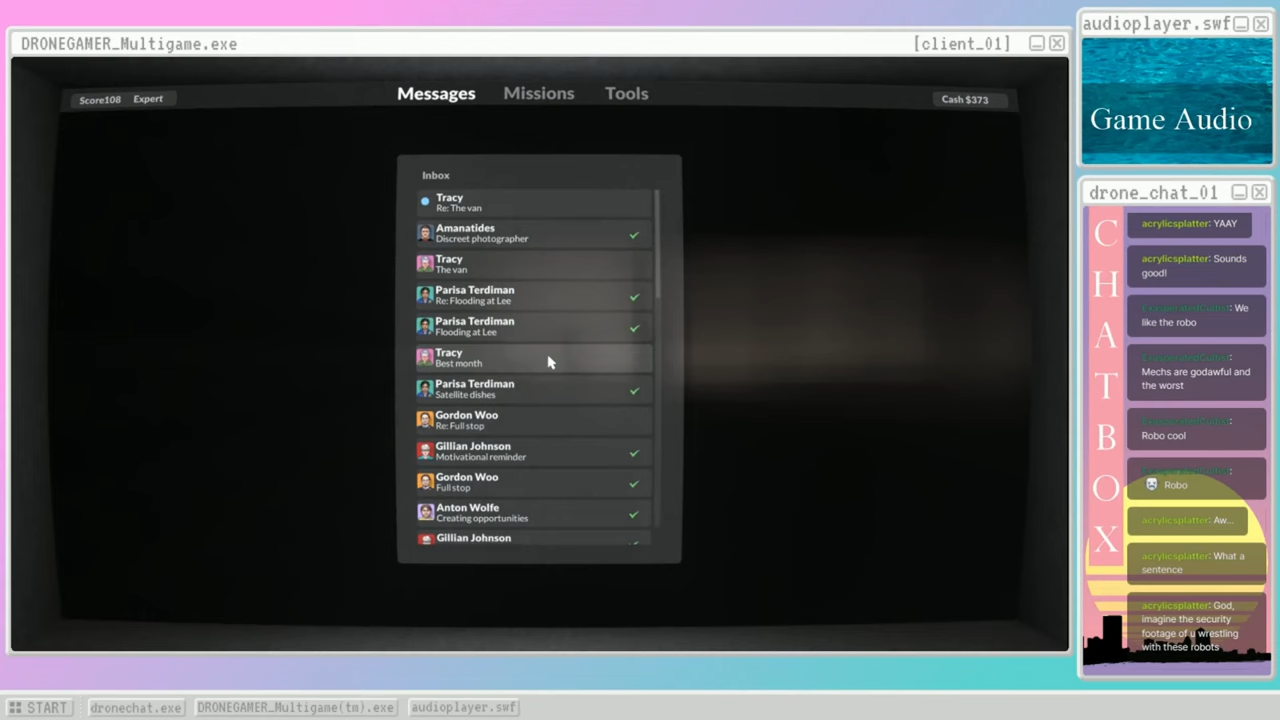 DRONEGAMER_Multigame.exe
[client_01]
Score108 Expert
Messages Missions Tools
Cash $373
Inbox
Tracy
Re: The van
Amanatides
Discreet photographer
Tracy
The van
Parisa Terdiman
Re: Flooding at Lee
Parisa Terdiman
Flooding at Lee
Tracy
Best month
Parisa Terdiman
Satellite dishes
Gordon Woo
Re: Full stop
Gillian Johnson
Motivational reminder
Gordon Woo
Full stop
Anton Wolfe
Creating opportunities
Gillian Johnson
audioplayer.swf
Game Audio
drone_chat_01
CHATBOX
acrylicsplatter: YAAY
acrylicsplatter: Sounds
good!
We
like the robo
Mechs are godawful and
the worst
Robo cool
Robo
acrylicsplatter: Aw...
acrylicsplatter: What a
sentence
acrylicsplatter: God,
imagine the security
footage of u wrestling
with these robots
START
dronechat.exe
DRONEGAMER_Multigame(tm).exe
audioplayer.swf